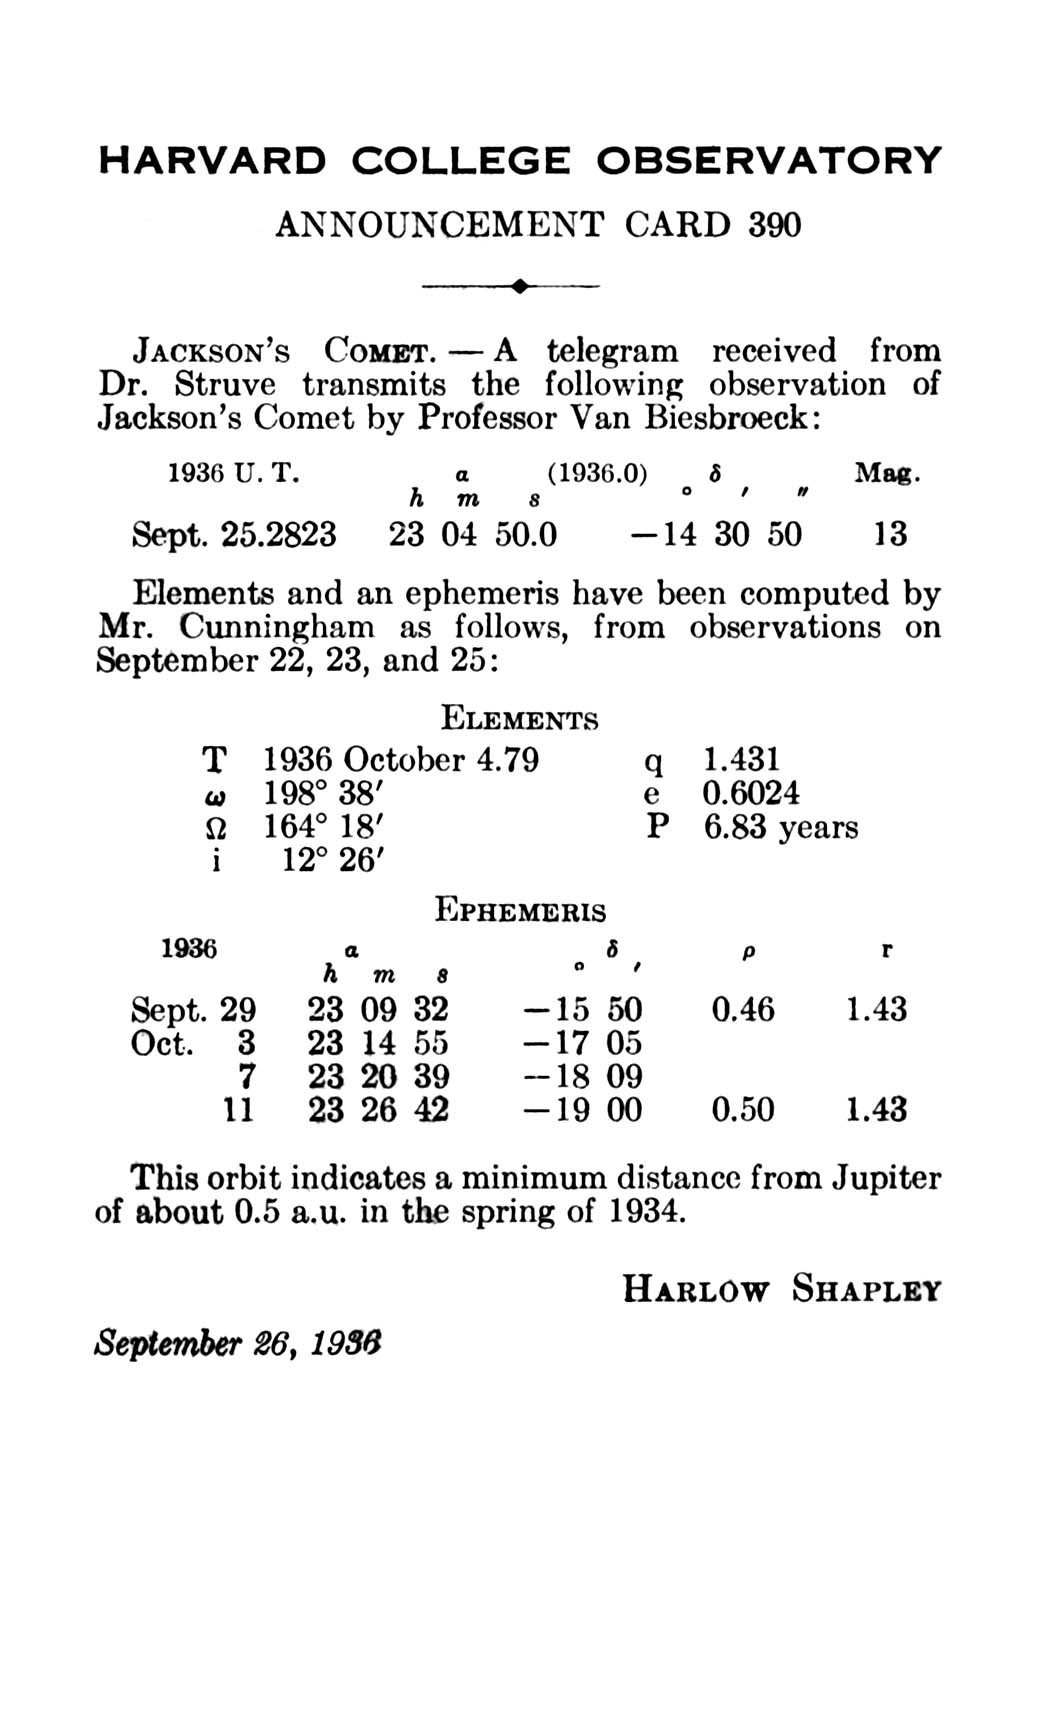 HARVARD COLLEGE OBSERVATORY
ANNOUNCEMENT CARD 390
JACKSON'S COMET. — A telegram received from
Dr. Struve transmits the following observation of
Jackson's Comet by Professor Van Biesbroeck:
1936 U. T. α (1936.0) δ Mag.
h m s ° ′ ″
Sept. 25.2823 23 04 50.0 —14 30 50 13
Elements and an ephemeris have been computed by
Mr. Cunningham as follows, from observations on
September 22, 23, and 25:
ELEMENTS
T 1936 October 4.79 q 1.431
ω 198° 38′ e 0.6024
Ω 164° 18′ P 6.83 years
i 12° 26′
EPHEMERIS
1936 α δ ρ r
h m s ° ′
Sept. 29 23 09 32 —15 50 0.46 1.43
Oct. 3 23 14 55 —17 05
7 23 20 39 —18 09
11 23 26 42 —19 00 0.50 1.43
This orbit indicates a minimum distance from Jupiter
of about 0.5 a.u. in the spring of 1934.
HARLOW SHAPLEY
September 26, 1936